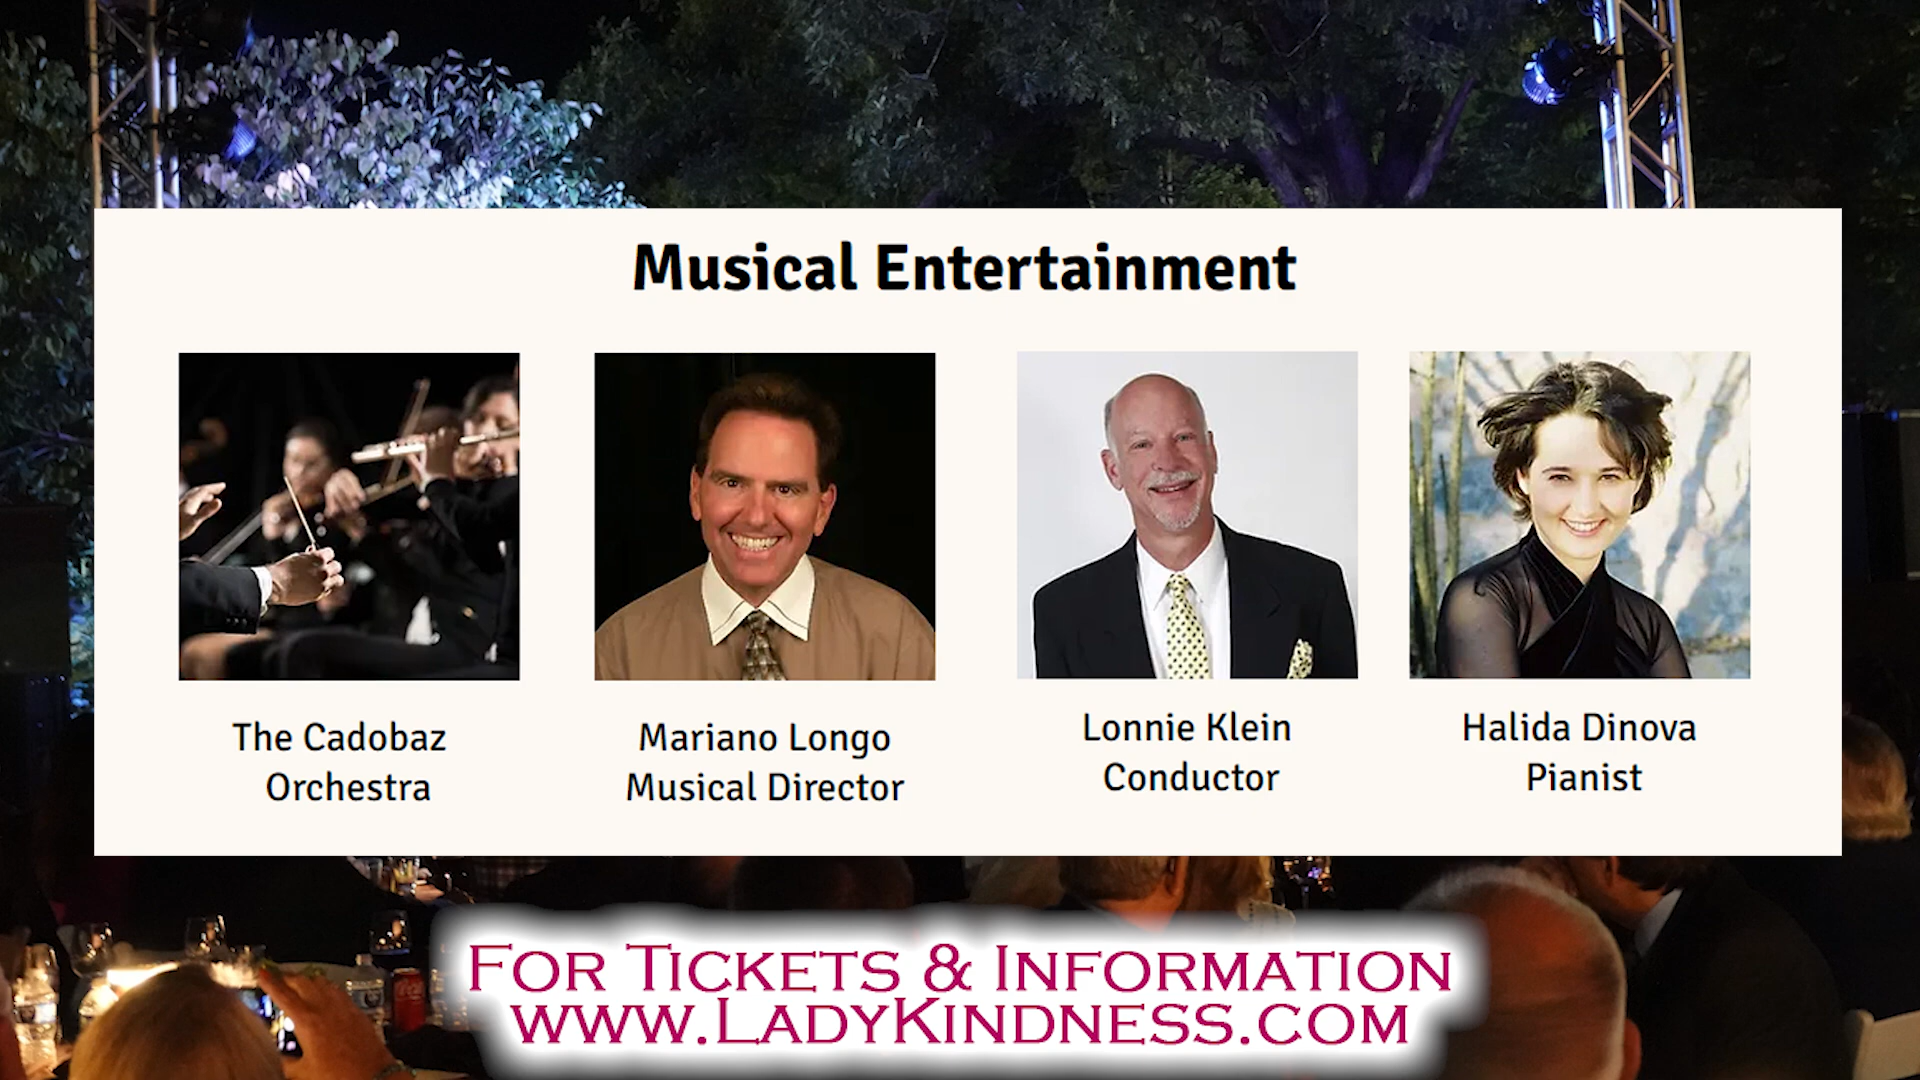 Musical Entertainment
The Cadobaz
Orchestra
Mariano Longo
Musical Director
Lonnie Klein
Conductor
Halida Dinova
Pianist
For Tickets & Information
www.LadyKindness.com